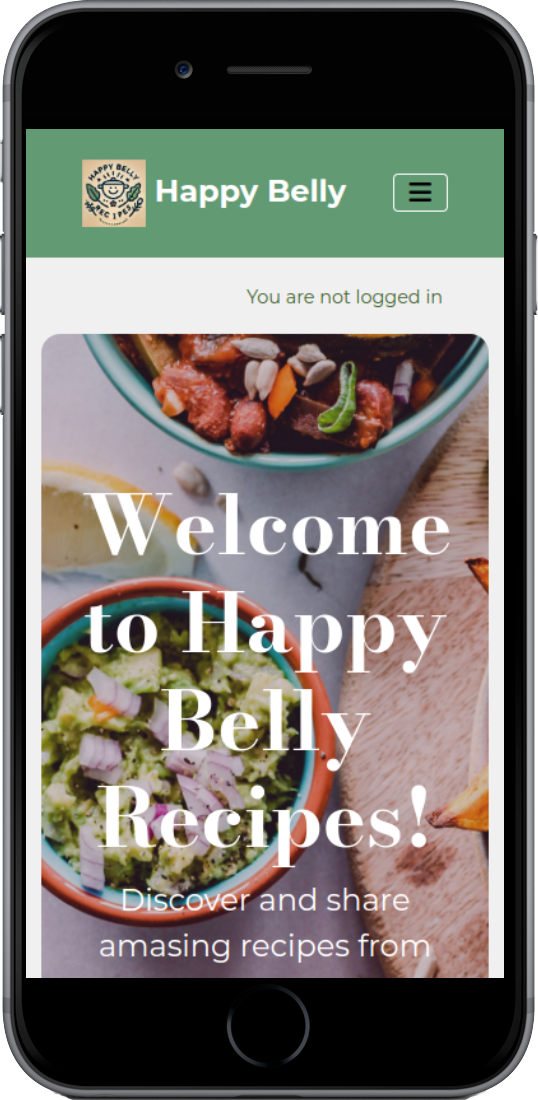 HAPPY BELLY
RECIPES
Happy Belly
You are not logged in
Welcome
to Happy
Belly
Recipes!
Discover and share
amasing recipes from